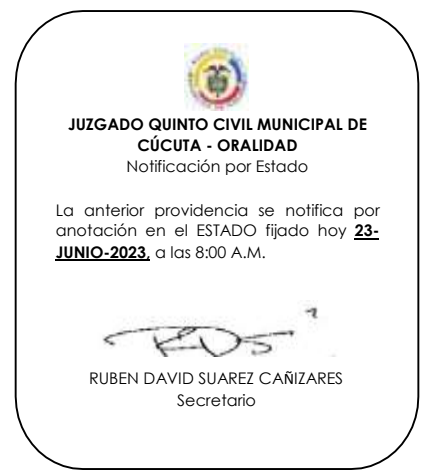 JUZGADO QUINTO CIVIL MUNICIPAL DE
CÚCUTA - ORALIDAD
Notificación por Estado
La anterior providencia se notifica por
anotación en el ESTADO fijado hoy 23-
JUNIO-2023, a las 8:00 A.M.
RDS
RUBEN DAVID SUAREZ CAÑIZARES
Secretario